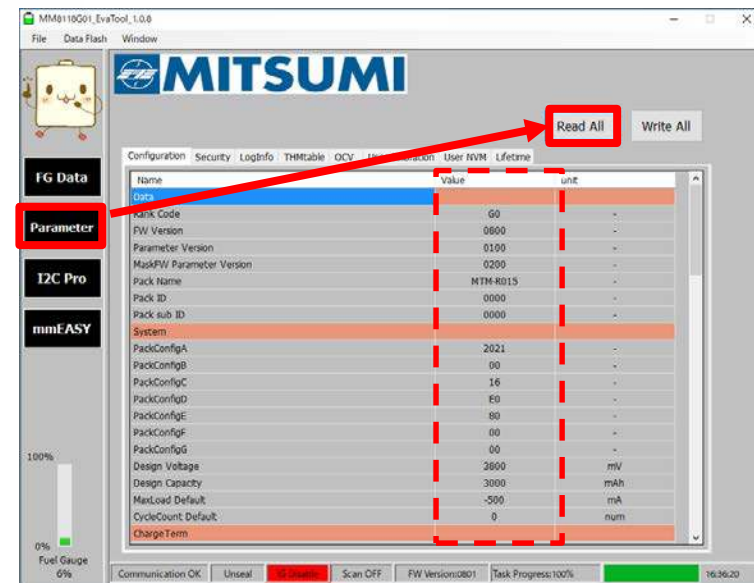 MM8118G01_EvaTool_1.0.8
File Data Flash Window
MITSUMI
Read All Write All
Configuration Security LogInfo THMtable OCV User NVM Lifetime
FG Data
Parameter
I2C Pro
mmEASY
Name Value unit
Data
Rank Code G0 -
FW Version 0800 -
Parameter Version 0100 -
MaskFW Parameter Version 0200 -
Pack Name MTM-R015 -
Pack ID 0000 -
Pack sub ID 0000 -
System
PackConfigA 2021 -
PackConfigB 00 -
PackConfigC 16 -
PackConfigD E0 -
PackConfigE 80 -
PackConfigF 00 -
PackConfigG 00 -
Design Voltage 3800 mV
Design Capacity 3000 mAh
MaxLoad Default -500 mA
CycleCount Default 0 num
ChargeTerm
100%
0%
Fuel Gauge
6%
Communication OK Unseal Scan OFF FW Version:0801 Task Progress:100% 16:36:20